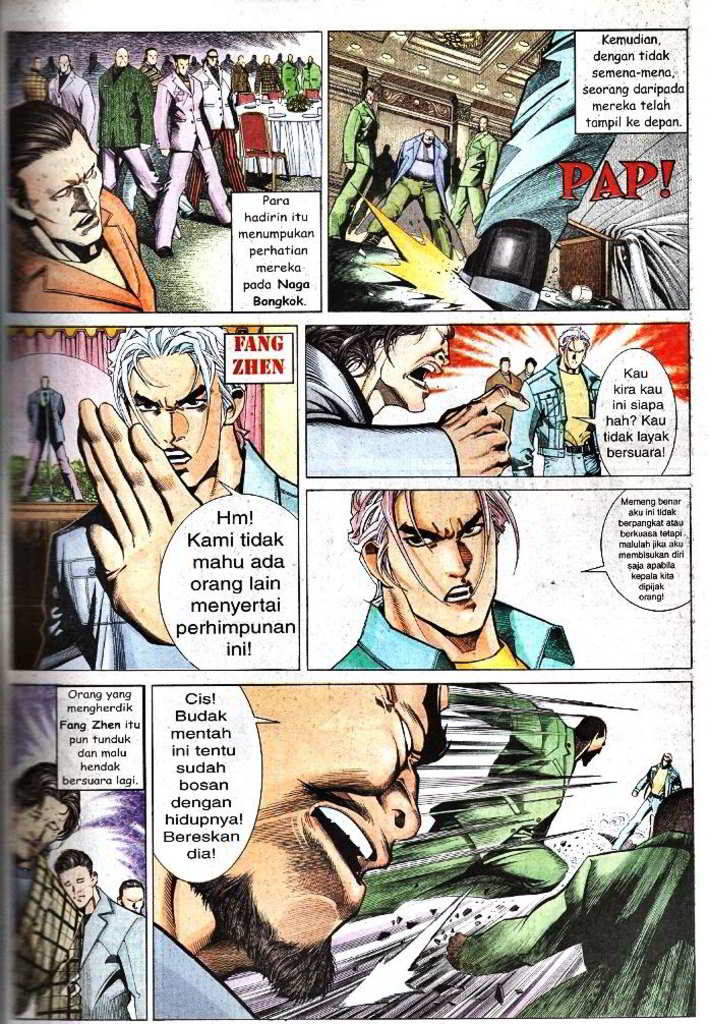 Para
hadirin itu
menumpukan
perhatian
mereka
pada Naga
Bongkok.
Kemudian,
dengan tidak
semena-mena,
seorang daripada
mereka telah
tampil ke depan.
PAP!
FANG
ZHEN
Hm!
Kami tidak
mahu ada
orang lain
menyertai
perhimpunan
ini!
Kau
kira kau
ini siapa
hah? Kau
tidak layak
bersuara!
Memeng benar
aku ini tidak
berpangkat atau
berkuasa tetapi
malulah jika aku
membisukan diri
saja apabila
kepala kita
dipijak
orang!
Orang yang
mengherdik
Fang Zhen itu
pun tunduk
dan malu
hendak
bersuara lagi.
Cis!
Budak
mentah
ini tentu
sudah
bosan
dengan
hidupnya!
Bereskan
dia!